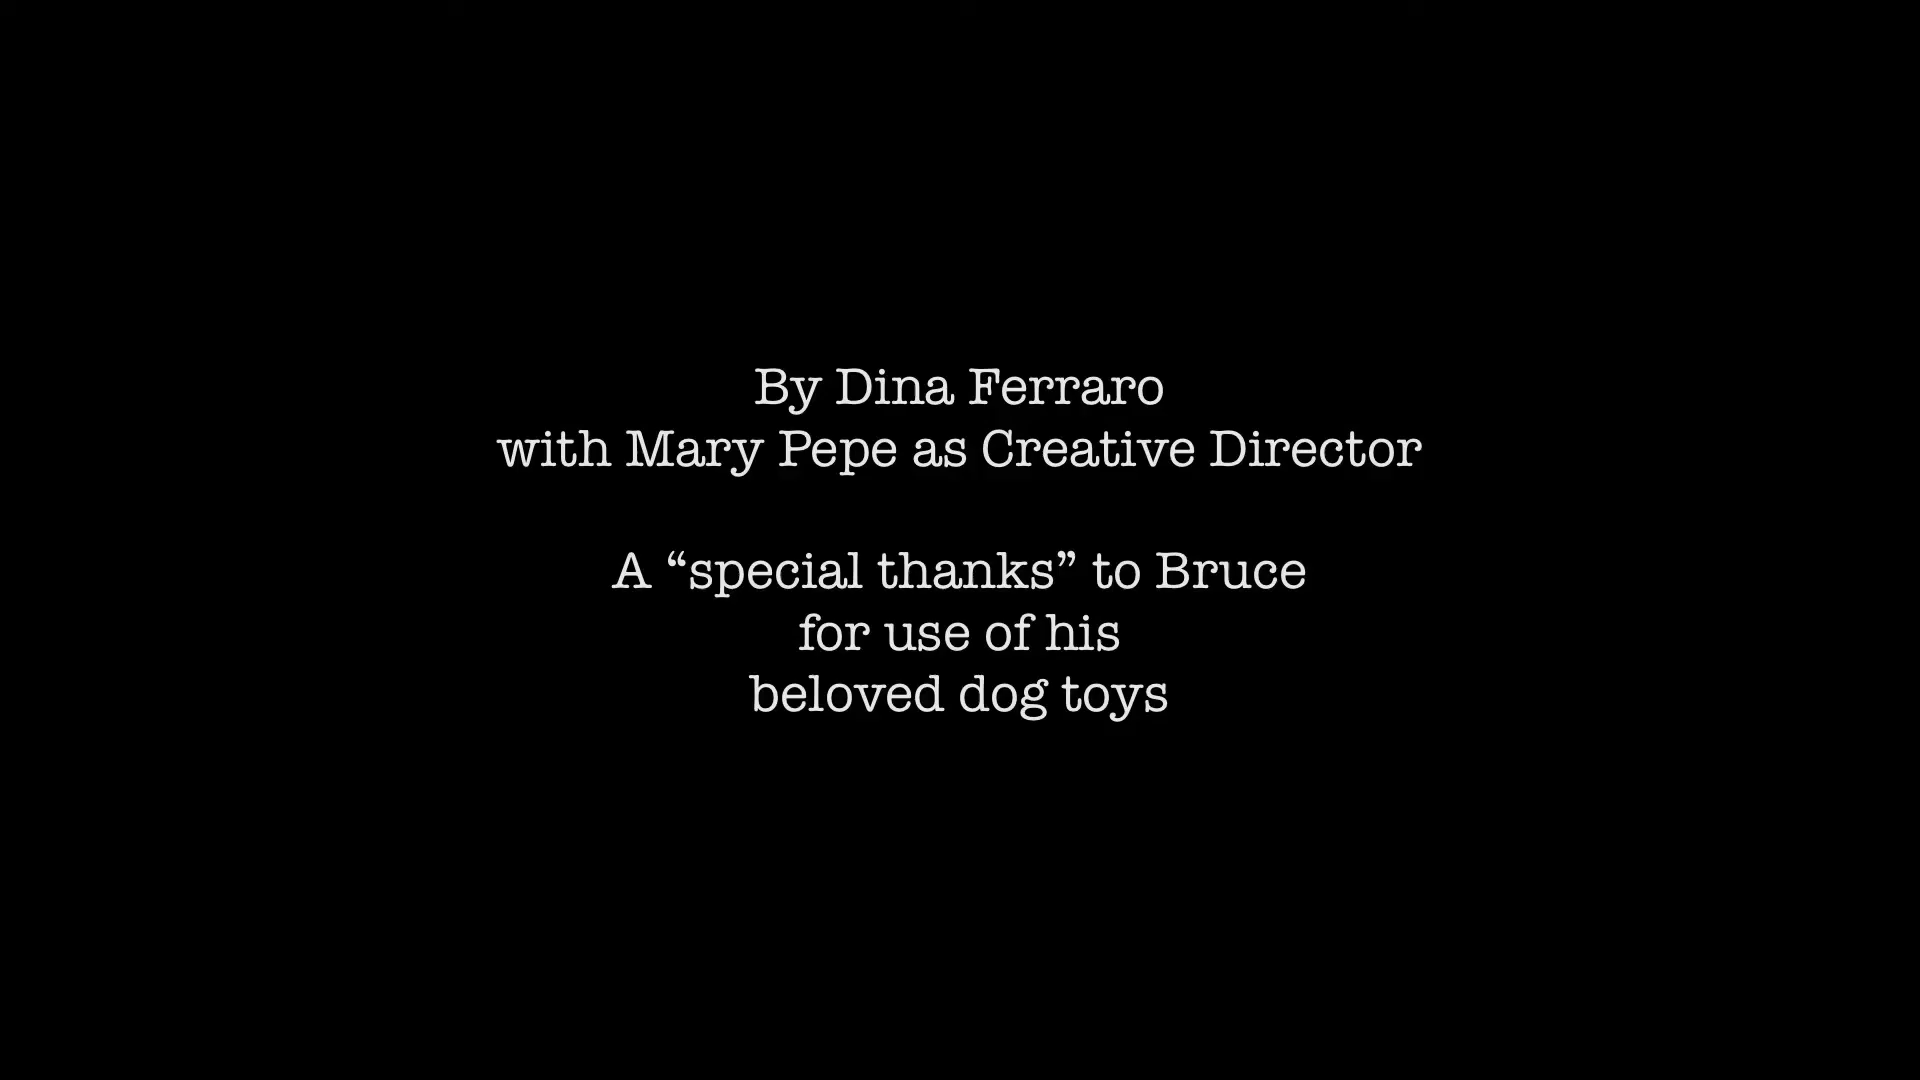 By Dina Ferraro
with Mary Pepe as Creative Director
A “special thanks” to Bruce
for use of his
beloved dog toys